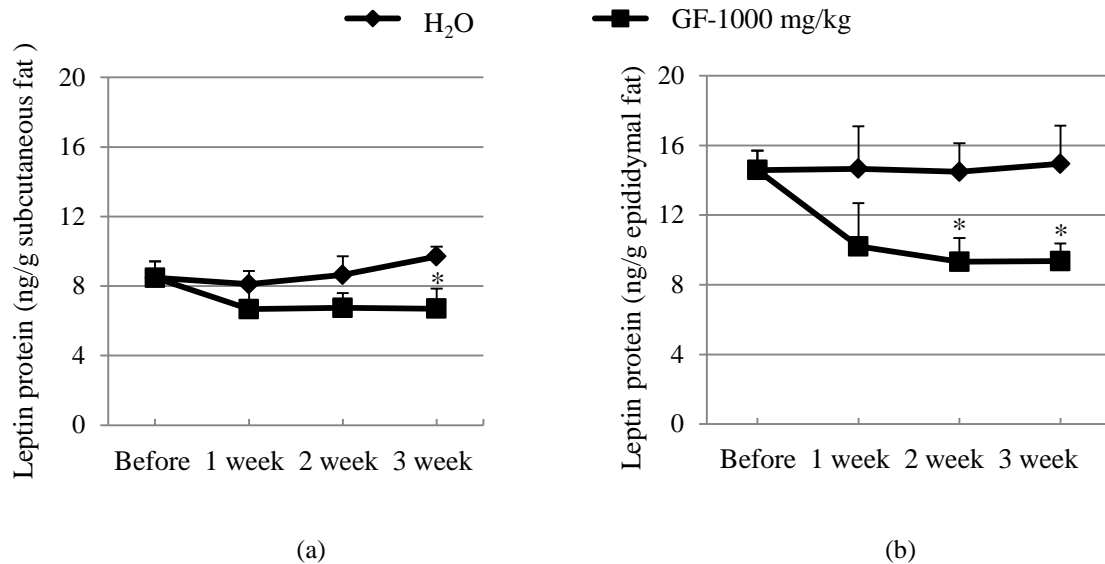 H₂O GF-1000 mg/kg
Leptin protein (ng/g subcutaneous fat )
20
16
12
8
4
0
*
Before 1 week 2 week 3 week
(a)
Leptin protein (ng/g epididymal fat)
20
16
12
8
4
0
* *
Before 1 week 2 week 3 week
(b)